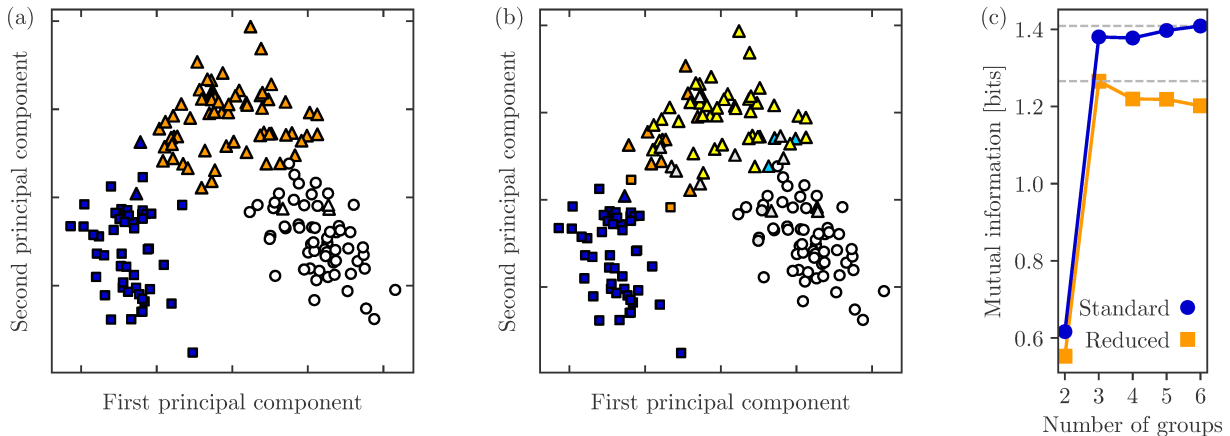 (a)
Second principal component
First principal component
(b)
Second principal component
First principal component
(c)
Mutual information [bits]
1.4
1.2
1.0
0.8
0.6
Standard
Reduced
2 3 4 5 6
Number of groups